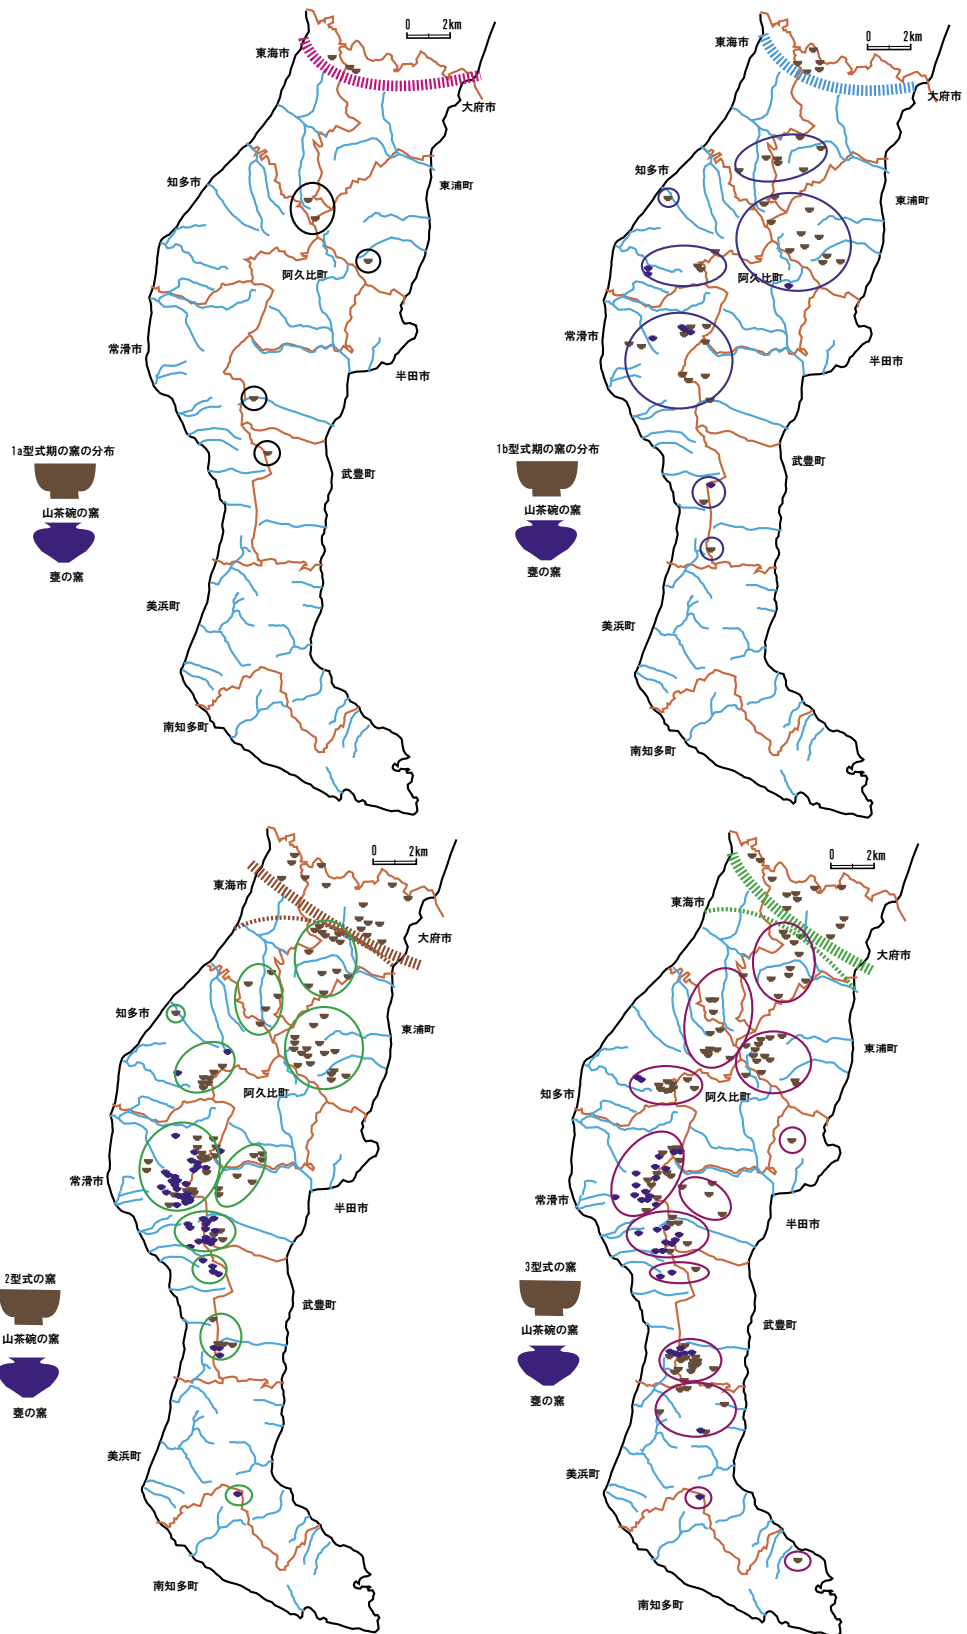 0 2km
東海市
大府市
知多市
東浦町
阿久比町
常滑市
半田市
1a型式期の窯の分布
武豊町
山茶碗の窯
甕の窯
美浜町
南知多町
0 2km
東海市
大府市
知多市
東浦町
阿久比町
常滑市
半田市
1b型式期の窯の分布
武豊町
山茶碗の窯
甕の窯
美浜町
南知多町
0 2km
東海市
大府市
知多市
東浦町
阿久比町
常滑市
半田市
2型式の窯
武豊町
山茶碗の窯
甕の窯
美浜町
南知多町
0 2km
東海市
大府市
東浦町
知多市
阿久比町
常滑市
半田市
3型式の窯
武豊町
山茶碗の窯
甕の窯
美浜町
南知多町